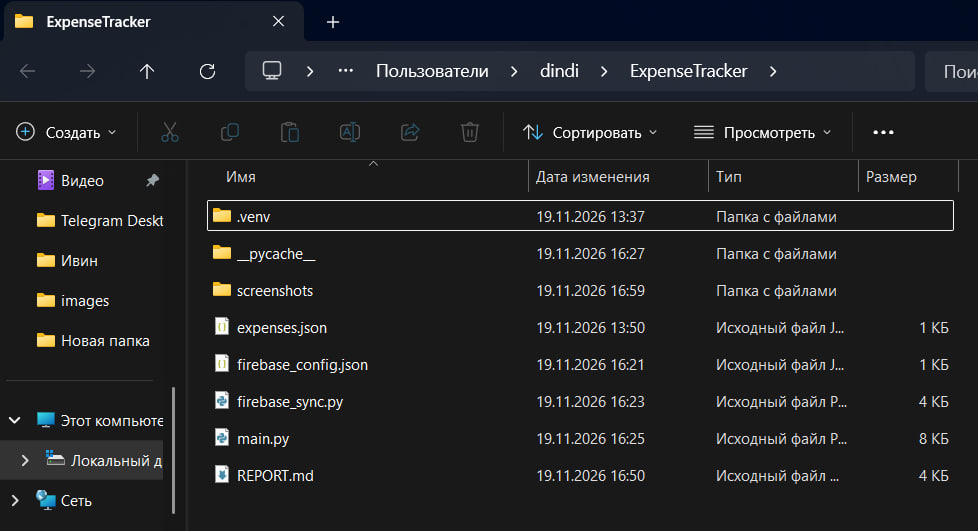 ExpenseTracker
Пользователи dindi ExpenseTracker Пои
Создать Сортировать Просмотреть
Видео
Telegram Deskt
Ивин
images
Новая папка
Этот компьюте
Локальный д
Сеть
Имя Дата изменения Тип Размер
.venv 19.11.2026 13:37 Папка с файлами
__pycache__ 19.11.2026 16:27 Папка с файлами
screenshots 19.11.2026 16:59 Папка с файлами
expenses.json 19.11.2026 13:50 Исходный файл J... 1 КБ
firebase_config.json 19.11.2026 16:21 Исходный файл J... 1 КБ
firebase_sync.py 19.11.2026 16:23 Исходный файл P... 4 КБ
main.py 19.11.2026 16:25 Исходный файл P... 8 КБ
REPORT.md 19.11.2026 16:50 Исходный файл ... 4 КБ